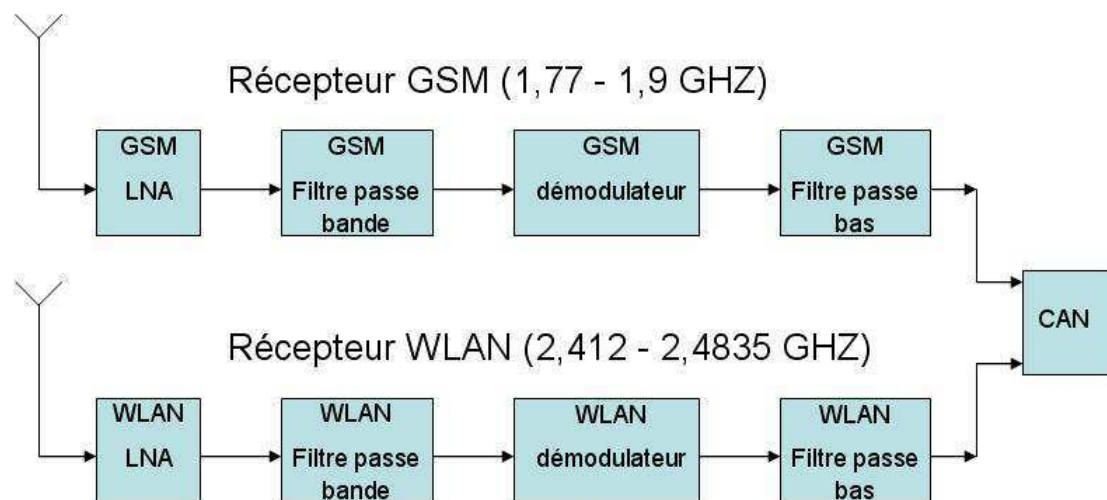 Récepteur GSM (1,77 - 1,9 GHZ)
GSM
LNA
GSM
Filtre passe
bande
GSM
démodulateur
GSM
Filtre passe
bas
CAN
Récepteur WLAN (2,412 - 2,4835 GHZ)
WLAN
LNA
WLAN
Filtre passe
bande
WLAN
démodulateur
WLAN
Filtre passe
bas